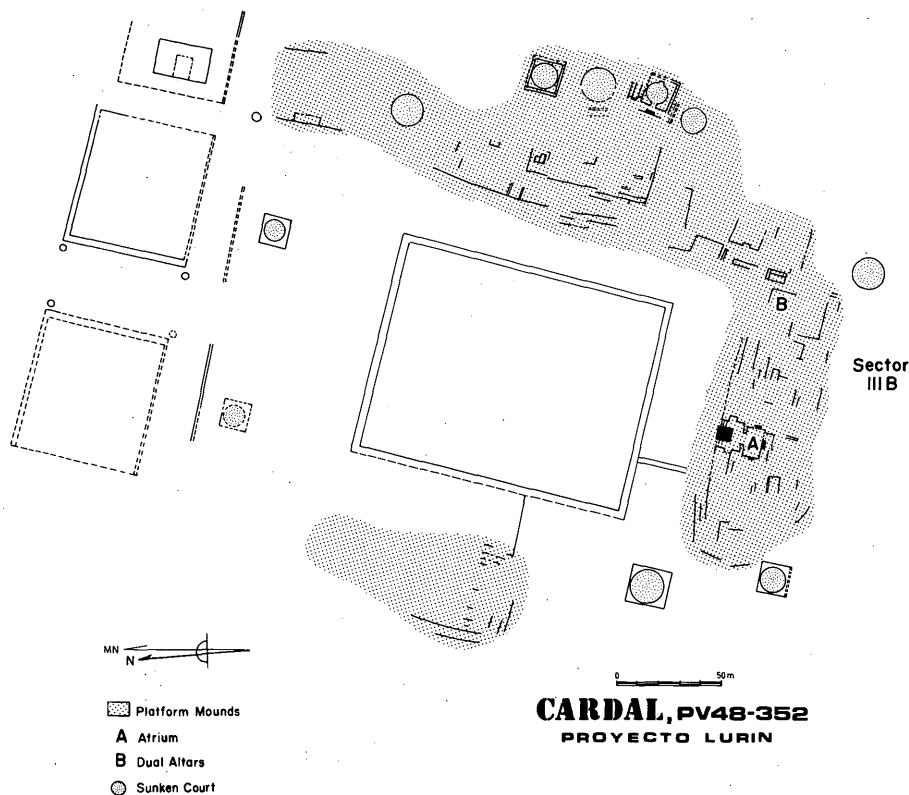 B
Sector
III B
A
MN
N
0 50m
Platform Mounds
A Atrium
B Dual Altars
Sunken Court
CARDAL, PV48-352
PROYECTO LURIN